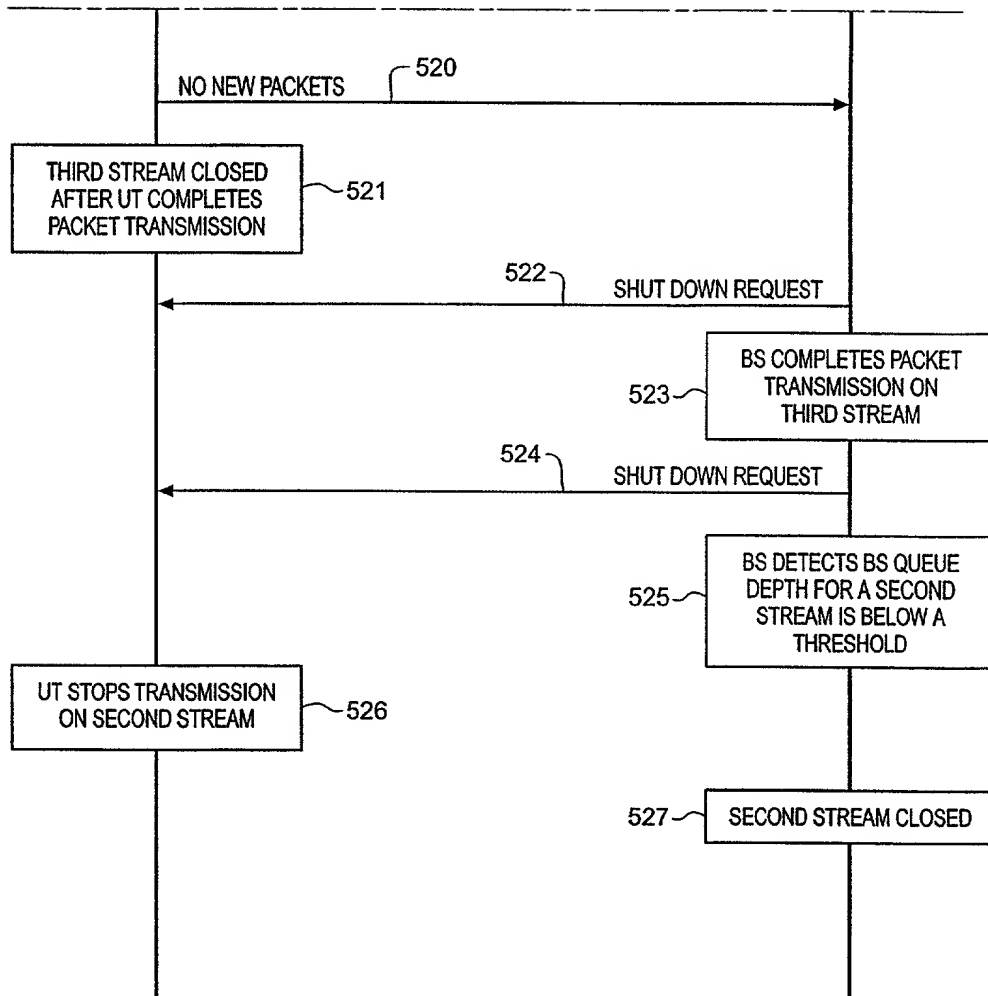 520
NO NEW PACKETS
THIRD STREAM CLOSED
AFTER UT COMPLETES
PACKET TRANSMISSION
521
522
SHUT DOWN REQUEST
BS COMPLETES PACKET
TRANSMISSION ON
THIRD STREAM
523
524
SHUT DOWN REQUEST
BS DETECTS BS QUEUE
DEPTH FOR A SECOND
STREAM IS BELOW A
THRESHOLD
525
UT STOPS TRANSMISSION
ON SECOND STREAM
526
527
SECOND STREAM CLOSED